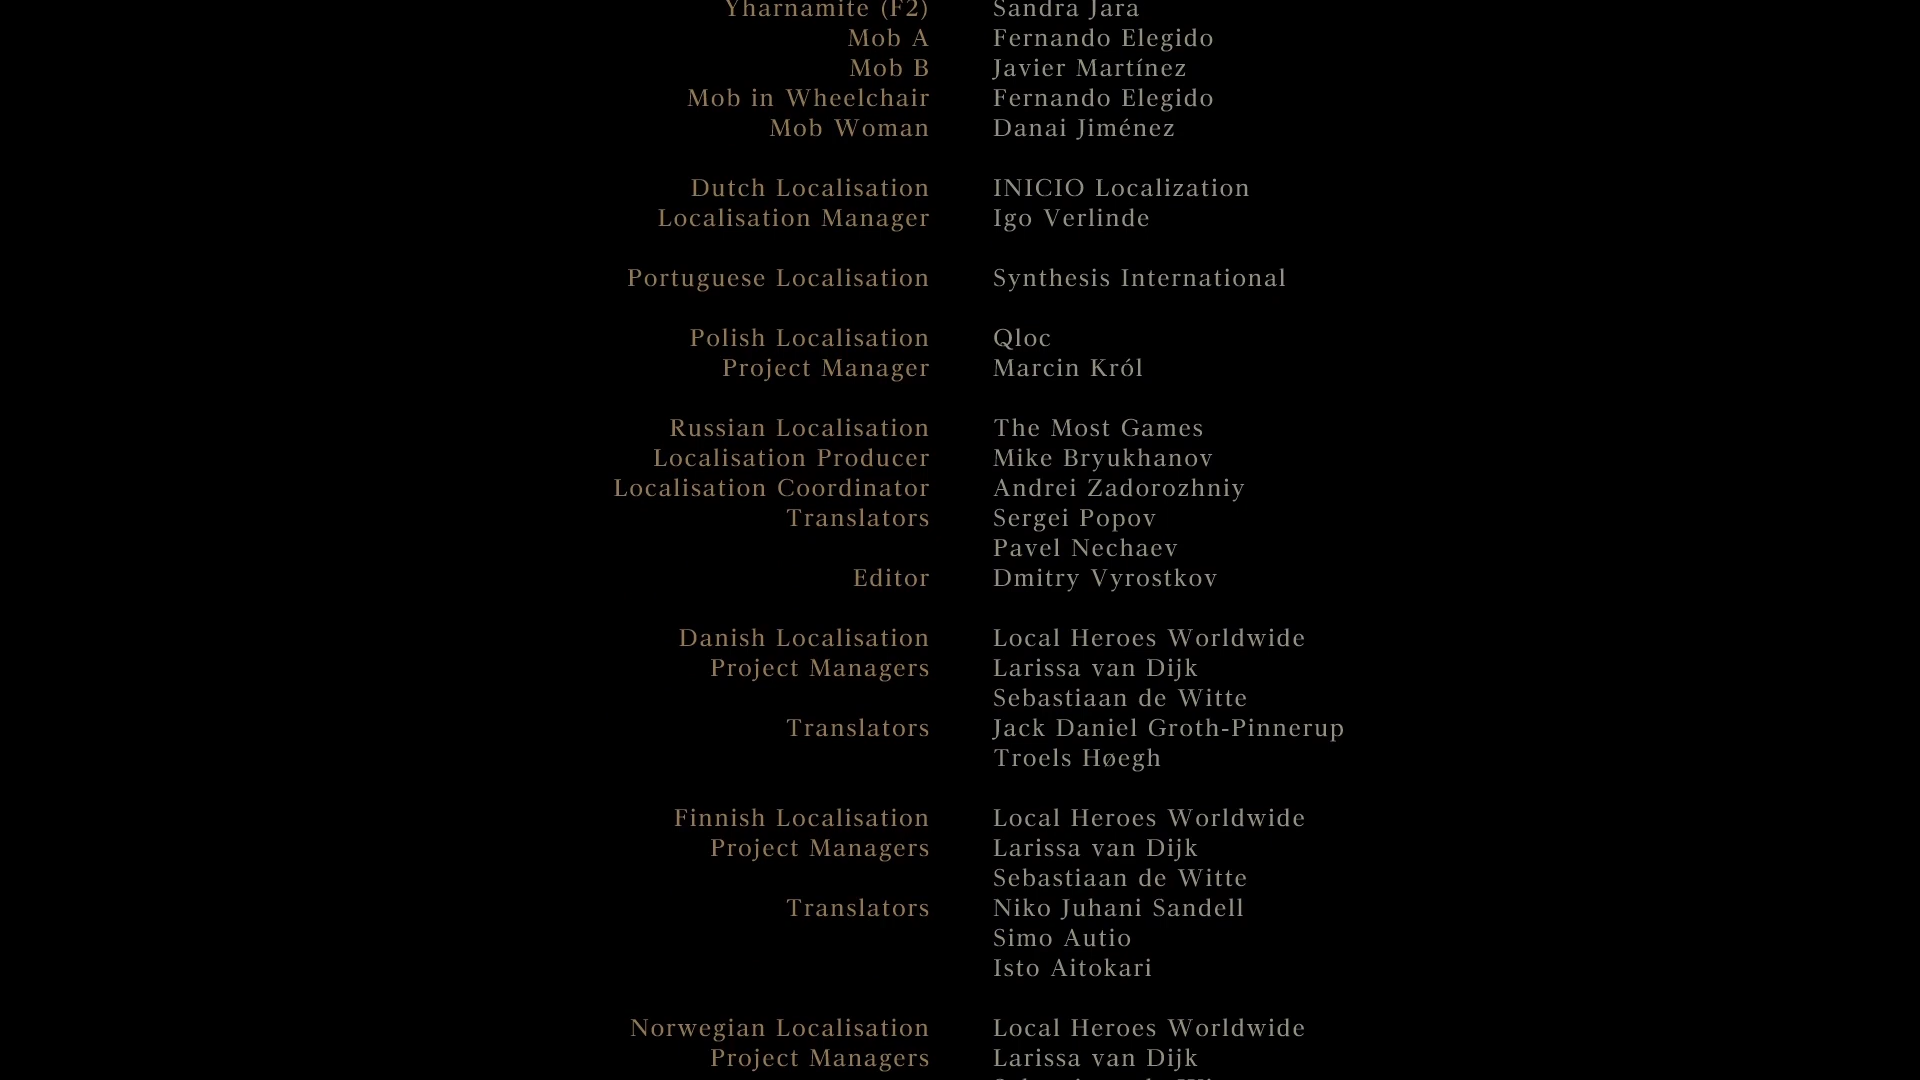 Yharnamite (F2) Sandra Jara
Mob A Fernando Elegido
Mob B Javier Martínez
Mob in Wheelchair Fernando Elegido
Mob Woman Danai Jiménez
Dutch Localisation INICIO Localization
Localisation Manager Igo Verlinde
Portuguese Localisation Synthesis International
Polish Localisation Qloc
Project Manager Marcin Król
Russian Localisation The Most Games
Localisation Producer Mike Bryukhanov
Localisation Coordinator Andrei Zadorozhniy
Translators Sergei Popov
Pavel Nechaev
Editor Dmitry Vyrostkov
Danish Localisation Local Heroes Worldwide
Project Managers Larissa van Dijk
Sebastiaan de Witte
Translators Jack Daniel Groth-Pinnerup
Troels Høegh
Finnish Localisation Local Heroes Worldwide
Project Managers Larissa van Dijk
Sebastiaan de Witte
Translators Niko Juhani Sandell
Simo Autio
Isto Aitokari
Norwegian Localisation Local Heroes Worldwide
Project Managers Larissa van Dijk